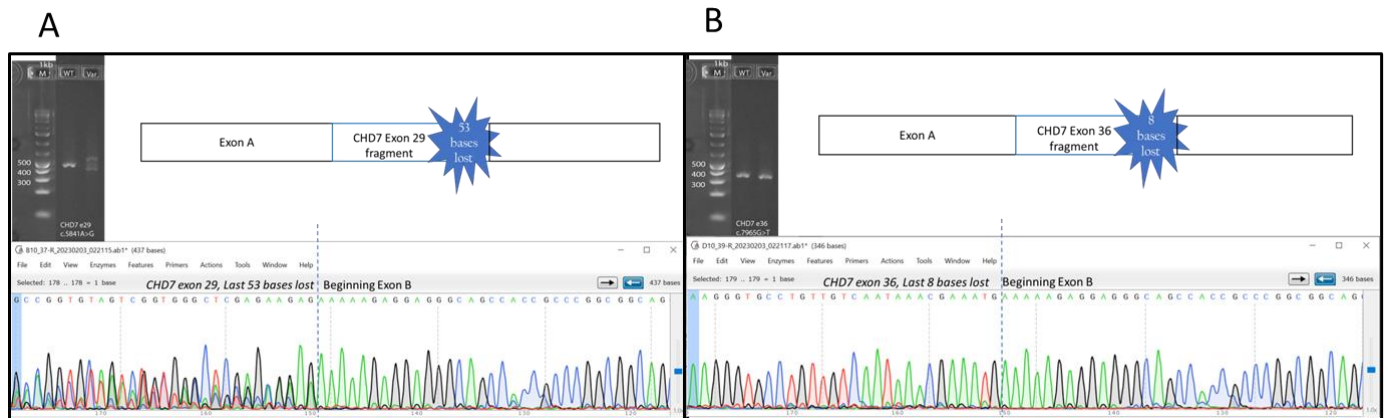 A
1kb
M WT Var
500
400
300
CHD7 e29
c.5841A>G
Exon A
CHD7 Exon 29
fragment
53
bases
lost
B10_37-R_20230203_022115.ab1* (437 bases)
File Edit View Enzymes Features Primers Actions Tools Window Help
Selected: 178 .. 178 = 1 base
CHD7 exon 29, Last 53 bases lost
Beginning Exon B
437 bases
G C C G G T G T A G T C G G T G G G C T C G A G A A G A G A A A A A G A G G A G G G C A G C C A C C G C C C G G C G G C A G
170 160 150 140 130 120
B
1kb
M WT Var
500
400
300
CHD7 e36
c.7965G>T
Exon A
CHD7 Exon 36
fragment
8
bases
lost
D10_39-R_20230203_022117.ab1* (346 bases)
File Edit View Enzymes Features Primers Actions Tools Window Help
Selected: 179 .. 179 = 1 base
CHD7 exon 36, Last 8 bases lost
Beginning Exon B
346 bases
A A G G G T G C C T G T T G T C A A T A A A C G A A A T G A A A A A G A G G A G G G C A G C C A C C G C C C G G C G G C A G
170 160 150 140 130 120